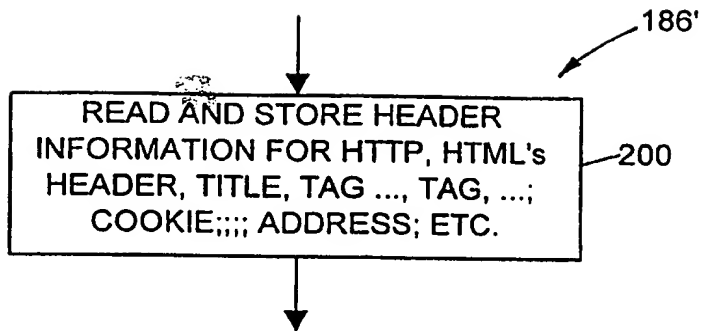 186'
READ AND STORE HEADER
INFORMATION FOR HTTP, HTML's
HEADER, TITLE, TAG ..., TAG, ...;
COOKIE;;;; ADDRESS; ETC.
200